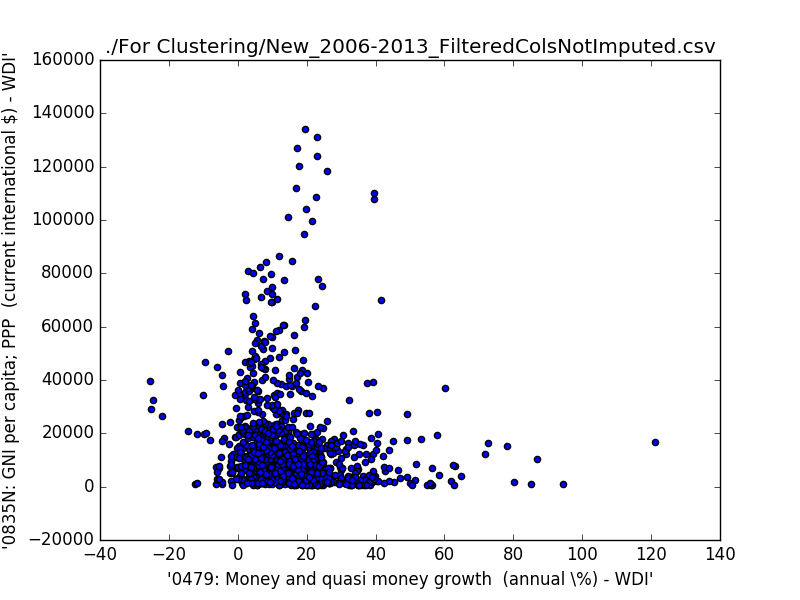 ./For Clustering/New_2006-2013_FilteredColsNotImputed.csv
160000
140000
120000
100000
80000
60000
40000
20000
0
−20000
−40 −20 0 20 40 60 80 100 120 140
'0479: Money and quasi money growth  (annual \%) - WDI'
'0835N: GNI per capita; PPP  (current international $) - WDI'